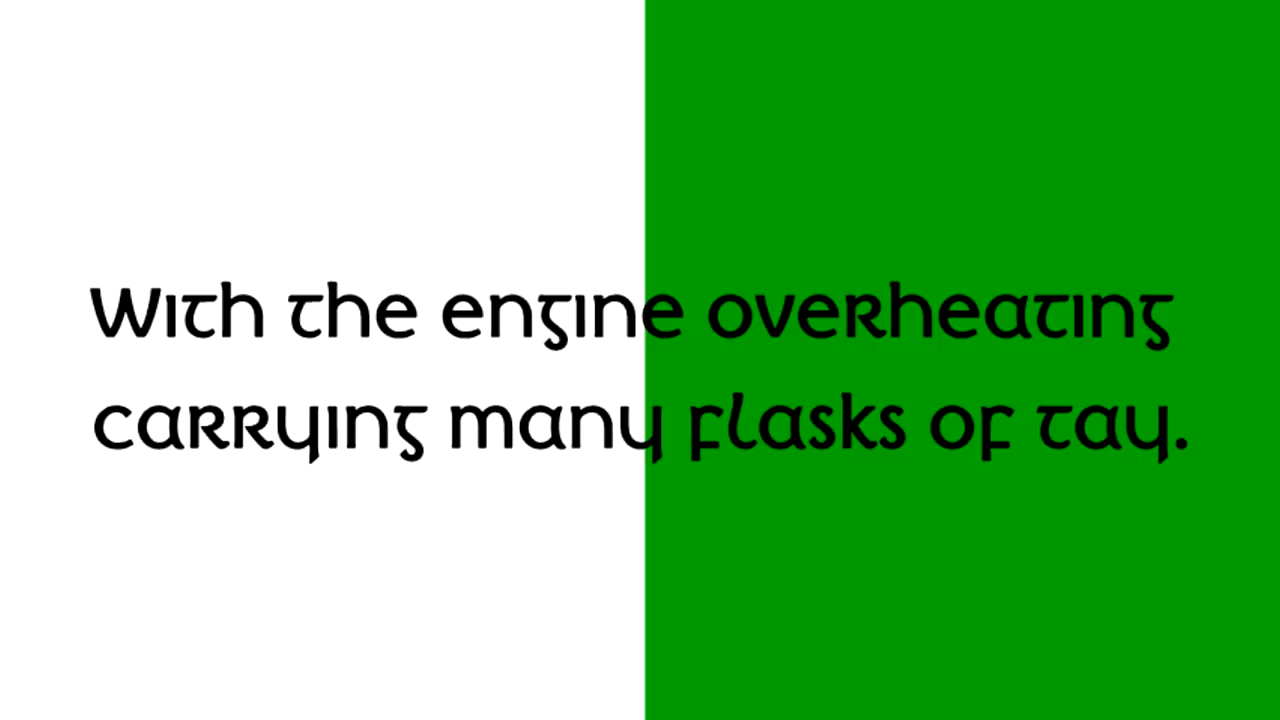 With the engine overheating
carrying many flasks of tay.